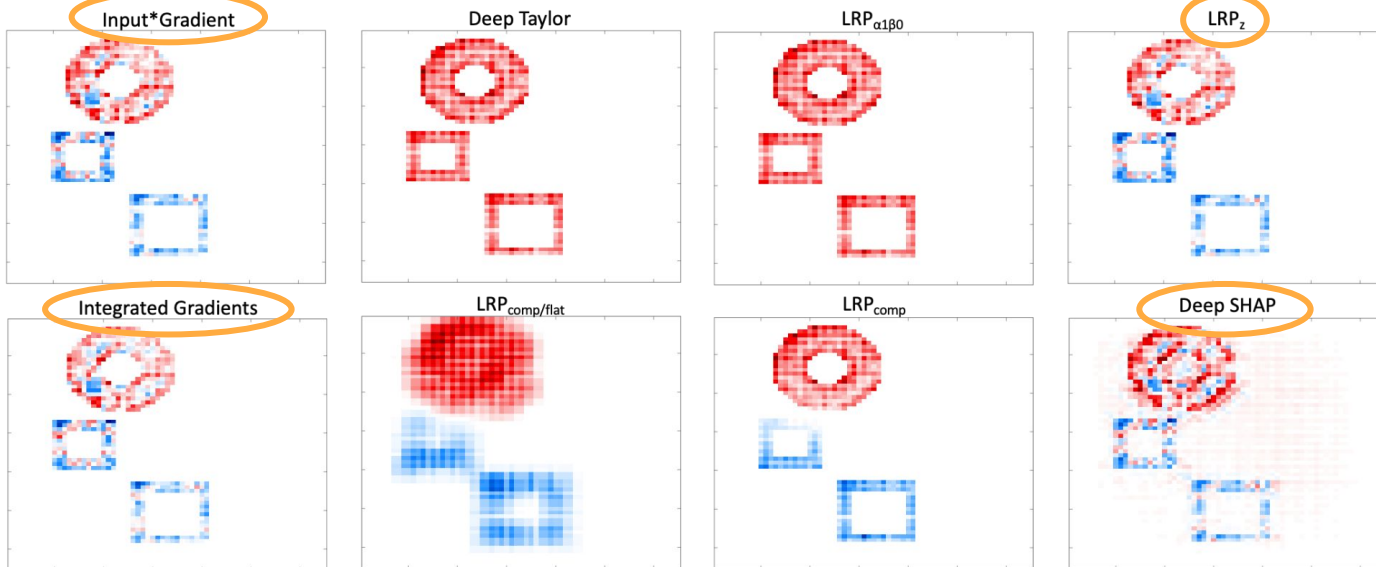 Input*Gradient
Deep Taylor
LRPα1β0
LRPz
Integrated Gradients
LRPcomp/flat
LRPcomp
Deep SHAP